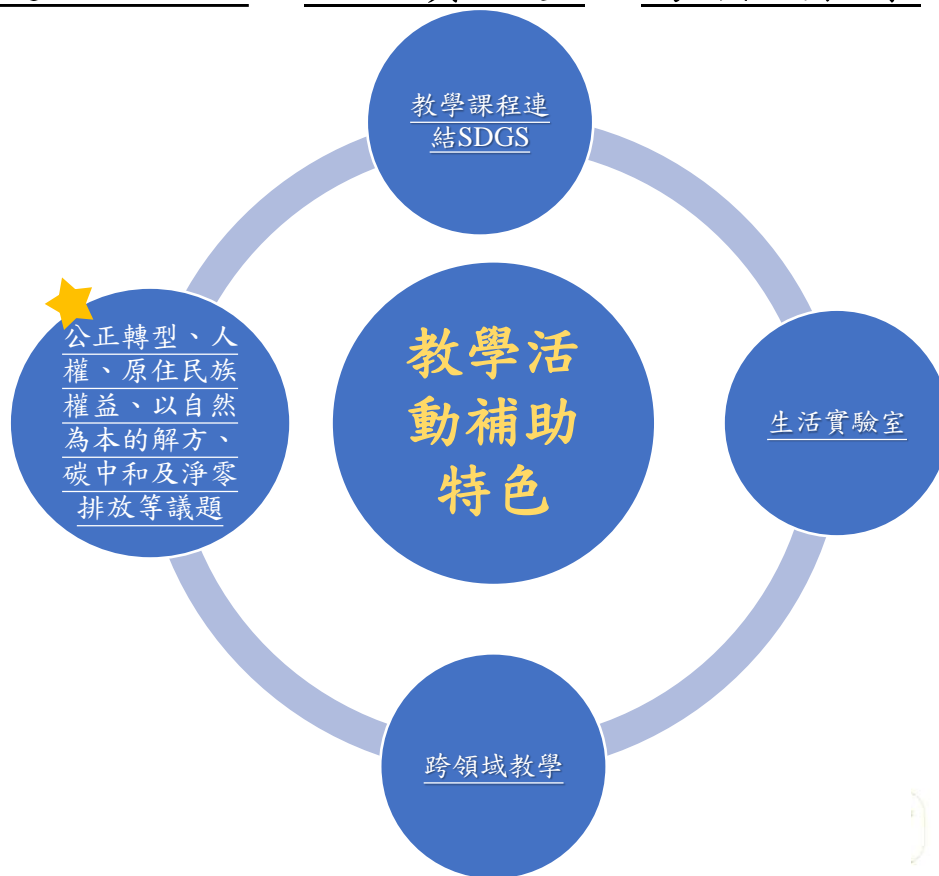 教學課程連
結SDGS
公正轉型、人
權、原住民族
權益、以自然
為本的解方、
碳中和及淨零
排放等議題
教學活
動補助
特色
生活實驗室
跨領域教學